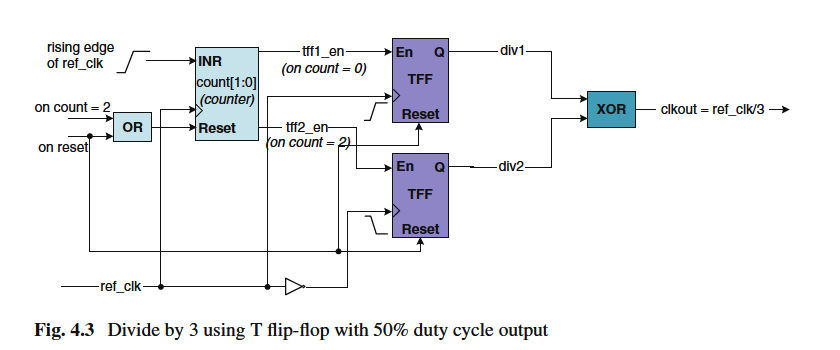 rising edge
of ref_clk
INR
count[1:0]
(counter)
Reset
on count = 2
OR
on reset
tff1_en
(on count = 0)
tff2_en
(on count = 2)
En Q
TFF
Reset
div1
En Q
TFF
Reset
div2
XOR
clkout = ref_clk/3
ref_clk
Fig. 4.3 Divide by 3 using T flip-flop with 50% duty cycle output